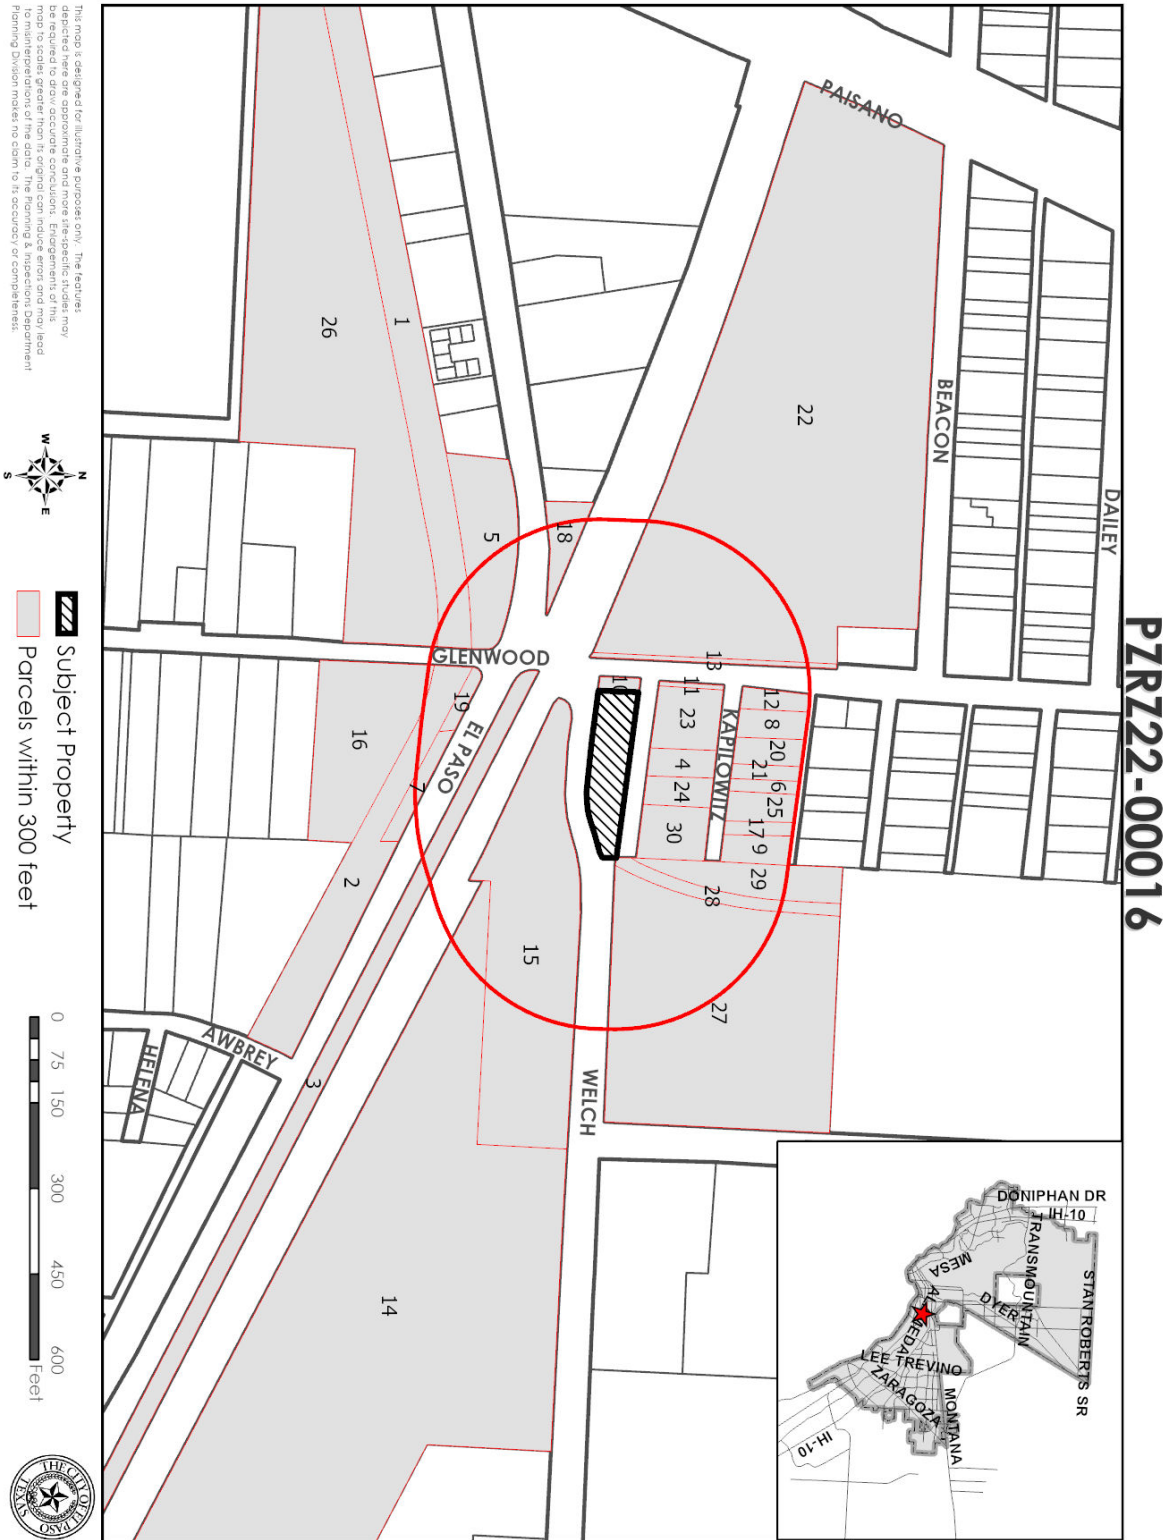 PZRZ22-00016
PAISANO
BEACON
DAILEY
26
1
22
5
18
GLENWOOD
13
10
11
23
4
24
30
KAPILOWITZ
12
8
20
21
6
25
17
9
29
28
27
19
EL PASO
7
16
2
15
3
14
AWBREY
HELENA
WELCH
DONIPHAN DR
IH-10
TRANSMOUNTAIN
STAN ROBERTS SR
MESA
DYER
ALAMEDA
LEE TREVINO
ZARAGOZA
MONTANA
IH-10
This map is designed for illustrative purposes only. The features
depicted here are approximate and more site-specific studies may
be required to draw accurate conclusions. Enlargements of this
map to scales greater than its original can induce errors and may lead
to misinterpretations of the data. The Planning & Inspections Department
Planning Division makes no claim to its accuracy or completeness.
N
W
E
S
Subject Property
Parcels within 300 feet
0 75 150 300 450 600
Feet
THE CITY OF EL PASO
TEXAS